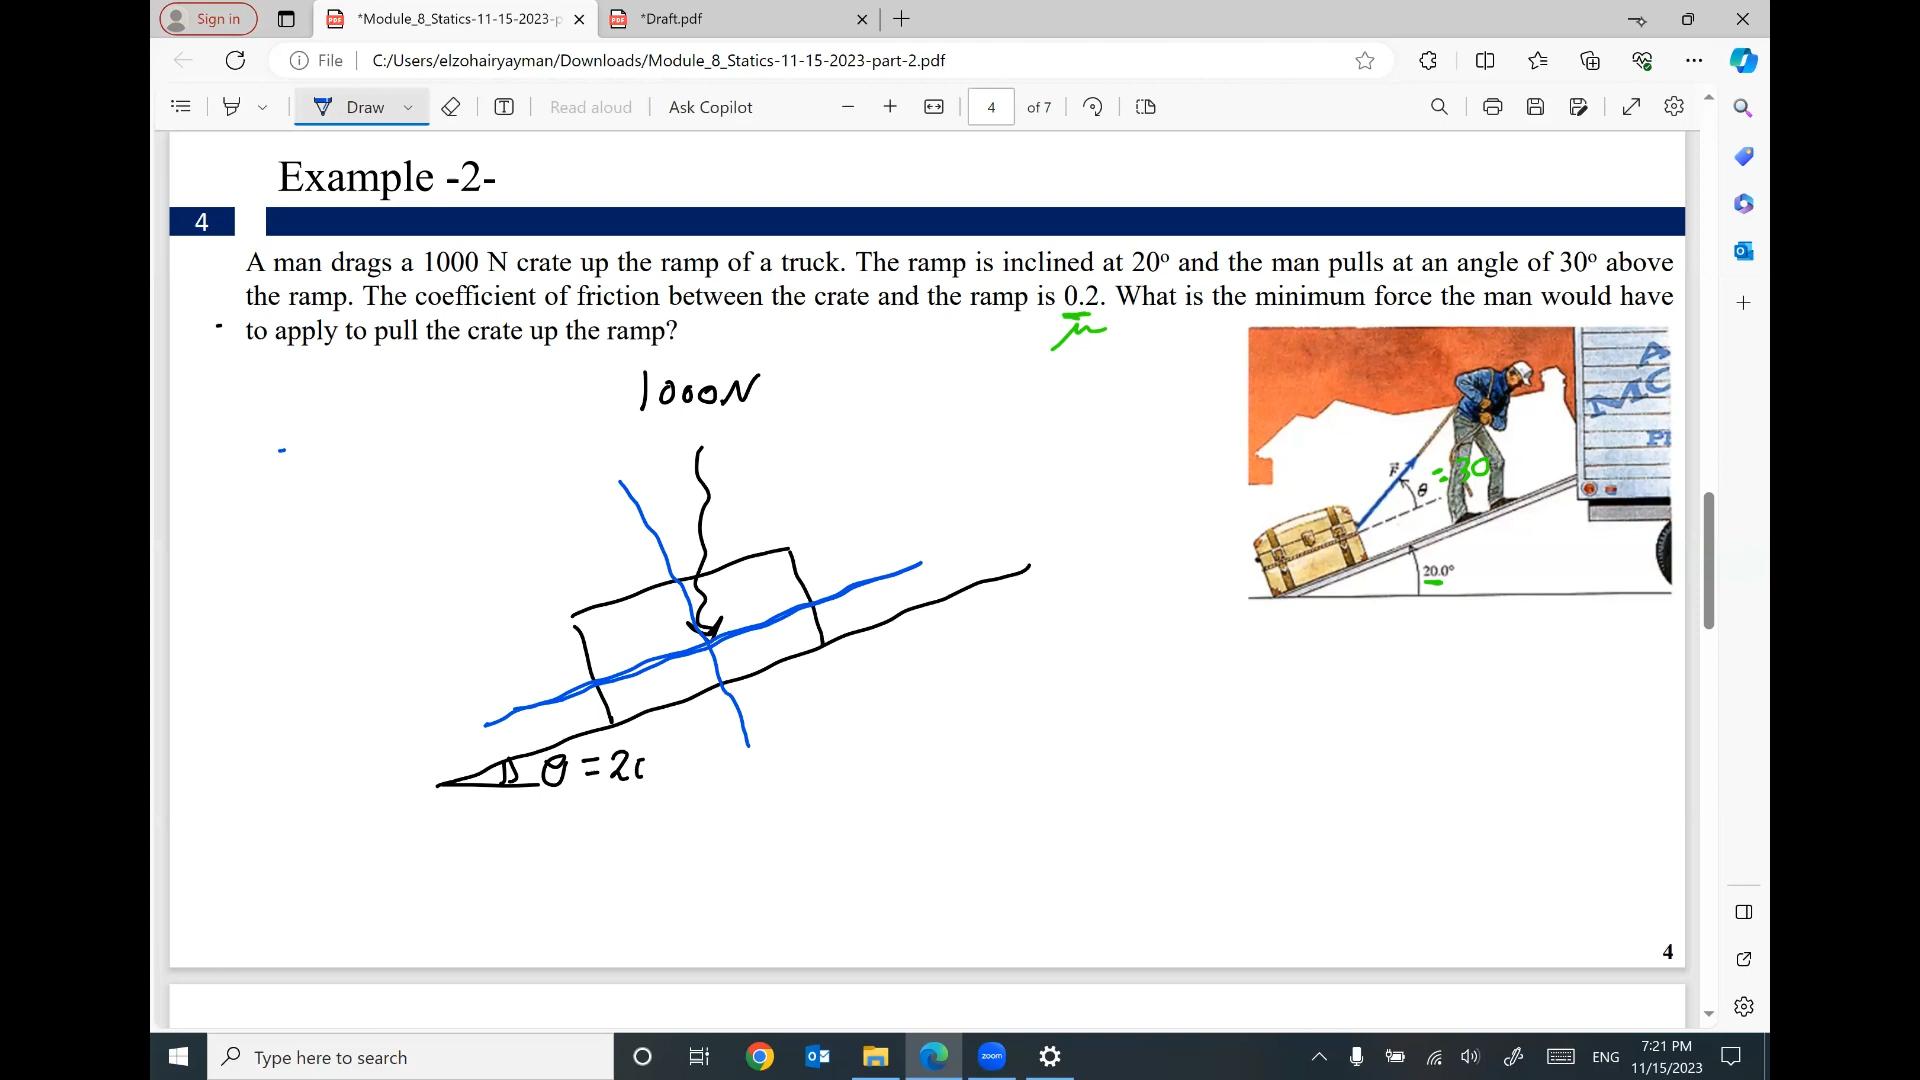 Sign in
*Module_8_Statics-11-15-2023-p
*Draft.pdf
File
C:/Users/elzohairyayman/Downloads/Module_8_Statics-11-15-2023-part-2.pdf
Draw
Read aloud
Ask Copilot
4
of 7
Example -2-
4
A man drags a 1000 N crate up the ramp of a truck. The ramp is inclined at 20º and the man pulls at an angle of 30º above
the ramp. The coefficient of friction between the crate and the ramp is 0.2. What is the minimum force the man would have
to apply to pull the crate up the ramp?
μ
1000N
A
MO
PE
F
θ
= 30
20.0°
θ = 20
4
Type here to search
zoom
ENG
7:21 PM
11/15/2023